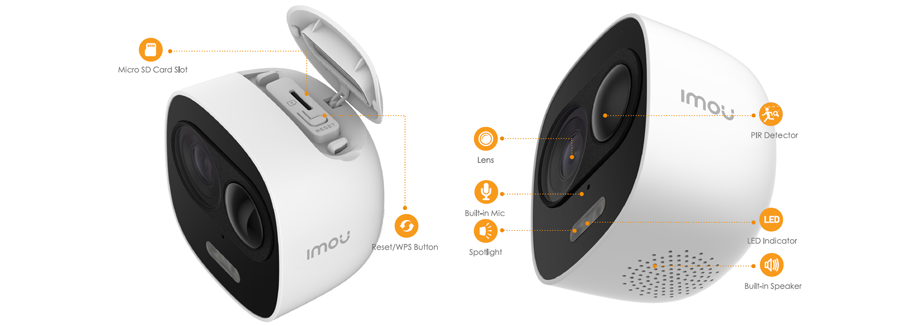 Micro SD Card Slot
RESET
imou
Reset/WPS Button
imou
PIR Detector
Lens
Built-in Mic
Spotlight
LED
LED Indicator
Built-in Speaker